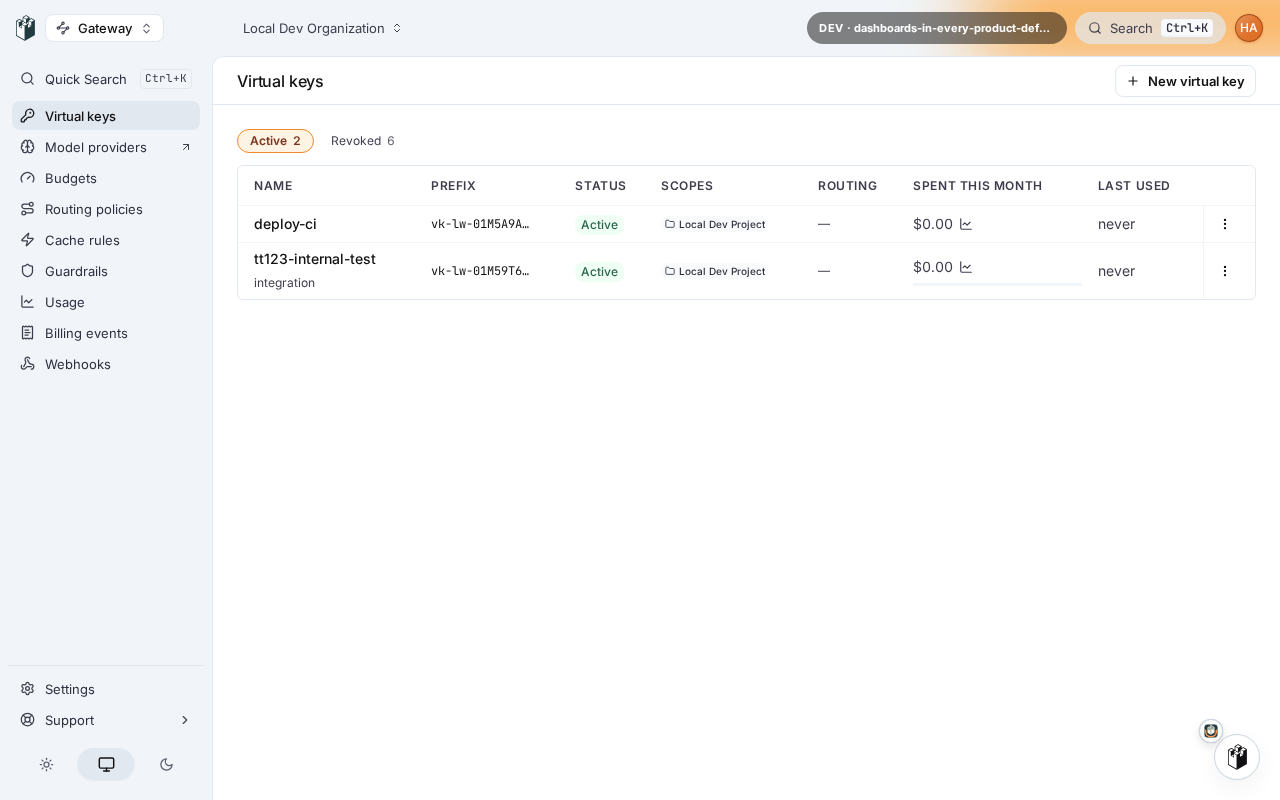 Gateway
Local Dev Organization
DEV · dashboards-in-every-product-def...
Search Ctrl+K
HA
Quick Search Ctrl+K
Virtual keys
Model providers
Budgets
Routing policies
Cache rules
Guardrails
Usage
Billing events
Webhooks
Settings
Support
Virtual keys
New virtual key
Active 2
Revoked 6
NAME PREFIX STATUS SCOPES ROUTING SPENT THIS MONTH LAST USED
deploy-ci vk-lw-01M5A9A… Active Local Dev Project — $0.00 never
tt123-internal-test
integration
vk-lw-01M59T6… Active Local Dev Project — $0.00 never